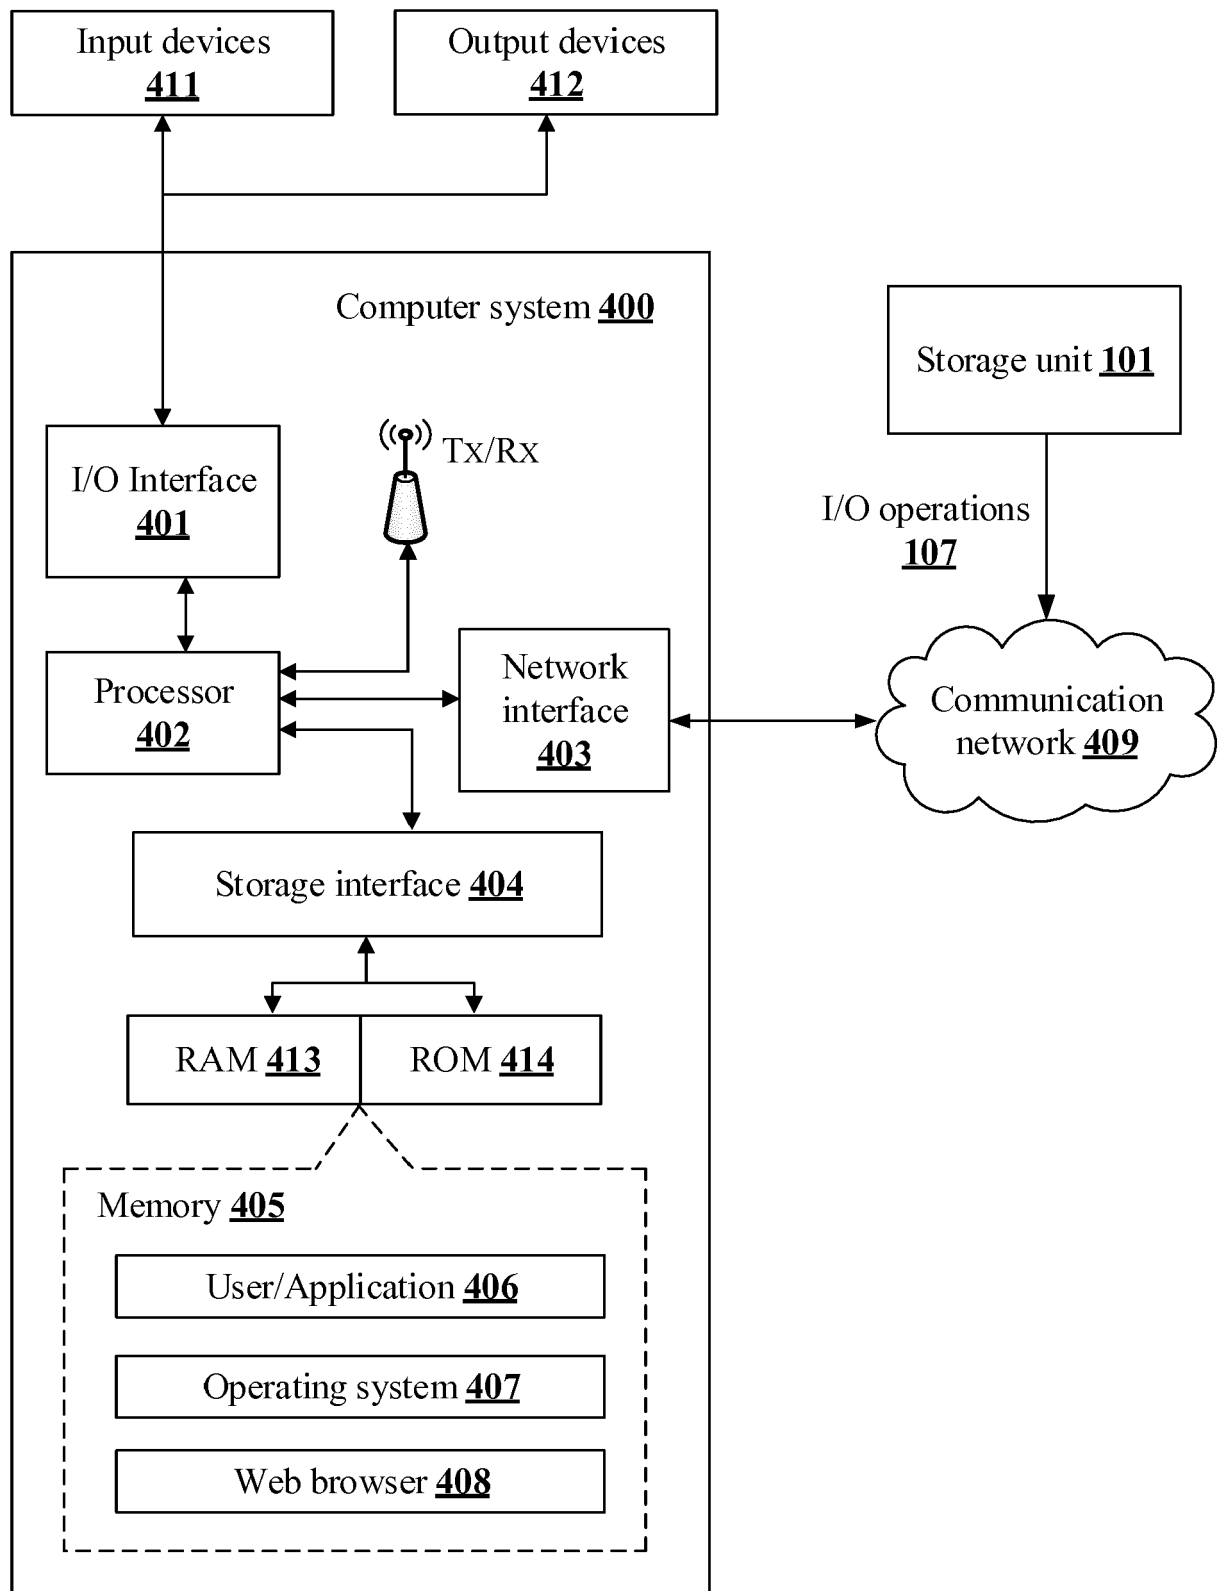 Input devices
411
Output devices
412
Computer system 400
Storage unit 101
I/O Interface
401
Tx/Rx
I/O operations
107
Processor
402
Network
interface
403
Communication
network 409
Storage interface 404
RAM 413
ROM 414
Memory 405
User/Application 406
Operating system 407
Web browser 408